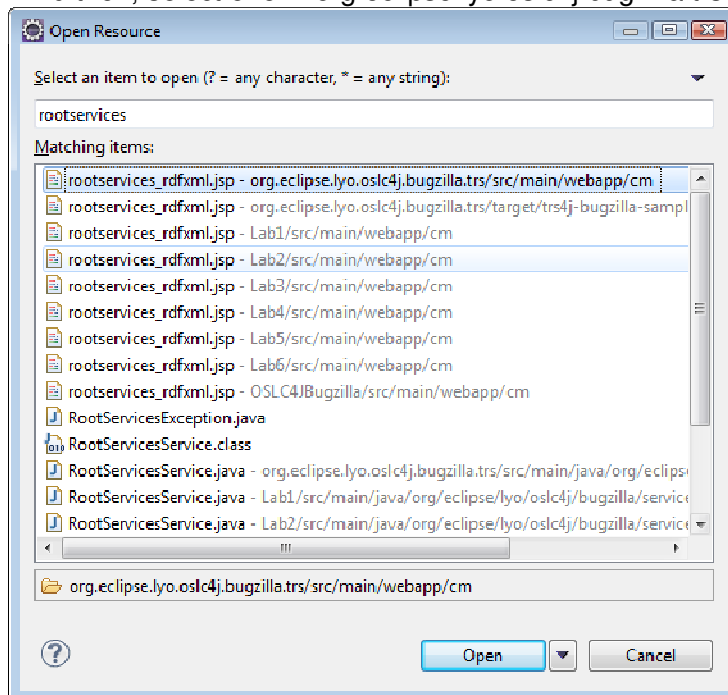 Open Resource
Select an item to open (? = any character, * = any string):
rootservices
Matching items:
rootservices_rdfxml.jsp - org.eclipse.lyo.oslc4j.bugzilla.trs/src/main/webapp/cm
rootservices_rdfxml.jsp - org.eclipse.lyo.oslc4j.bugzilla.trs/target/trs4j-bugzilla-sampl
rootservices_rdfxml.jsp - Lab1/src/main/webapp/cm
rootservices_rdfxml.jsp - Lab2/src/main/webapp/cm
rootservices_rdfxml.jsp - Lab3/src/main/webapp/cm
rootservices_rdfxml.jsp - Lab4/src/main/webapp/cm
rootservices_rdfxml.jsp - Lab5/src/main/webapp/cm
rootservices_rdfxml.jsp - Lab6/src/main/webapp/cm
rootservices_rdfxml.jsp - OSLC4JBugzilla/src/main/webapp/cm
RootServicesException.java
RootServicesService.class
RootServicesService.java - org.eclipse.lyo.oslc4j.bugzilla.trs/src/main/java/org/eclips
RootServicesService.java - Lab1/src/main/java/org/eclipse/lyo/oslc4j/bugzilla/service
RootServicesService.java - Lab2/src/main/java/org/eclipse/lyo/oslc4j/bugzilla/service
org.eclipse.lyo.oslc4j.bugzilla.trs/src/main/webapp/cm
Open
Cancel